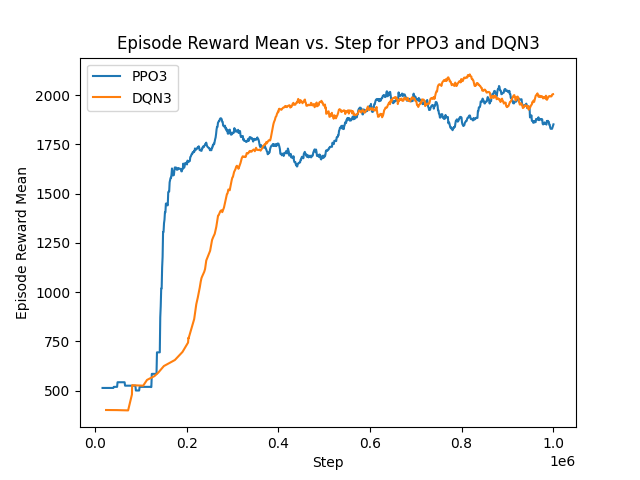 Episode Reward Mean vs. Step for PPO3 and DQN3
PPO3
DQN3
Episode Reward Mean
2000
1750
1500
1250
1000
750
500
0.0 0.2 0.4 0.6 0.8 1.0
1e6
Step